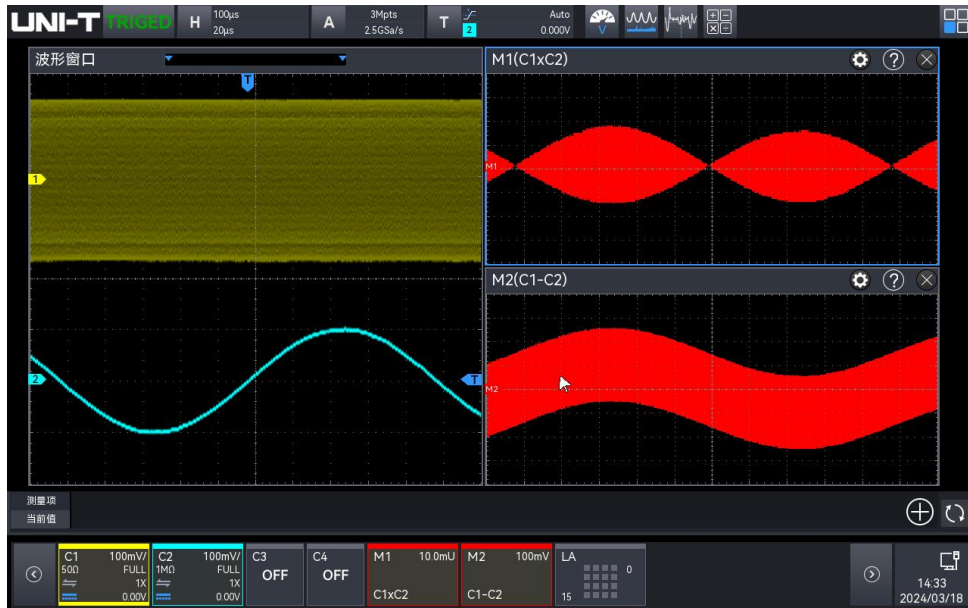 UNI-T TRIGED H 100μs A 3Mpts T Auto
20μs 2.5GSa/s 2 0.000V
波形窗口
T
1
2
T
M1(C1xC2)
M1
M2(C1-C2)
M2
测量项
当前值
C1 100mV/ C2 100mV/ C3 C4 M1 10.0mU M2 100mV LA
50Ω FULL 1MΩ FULL OFF OFF 0
1X 1X
0.00V 0.00V C1xC2 C1-C2 15
14:33
2024/03/18